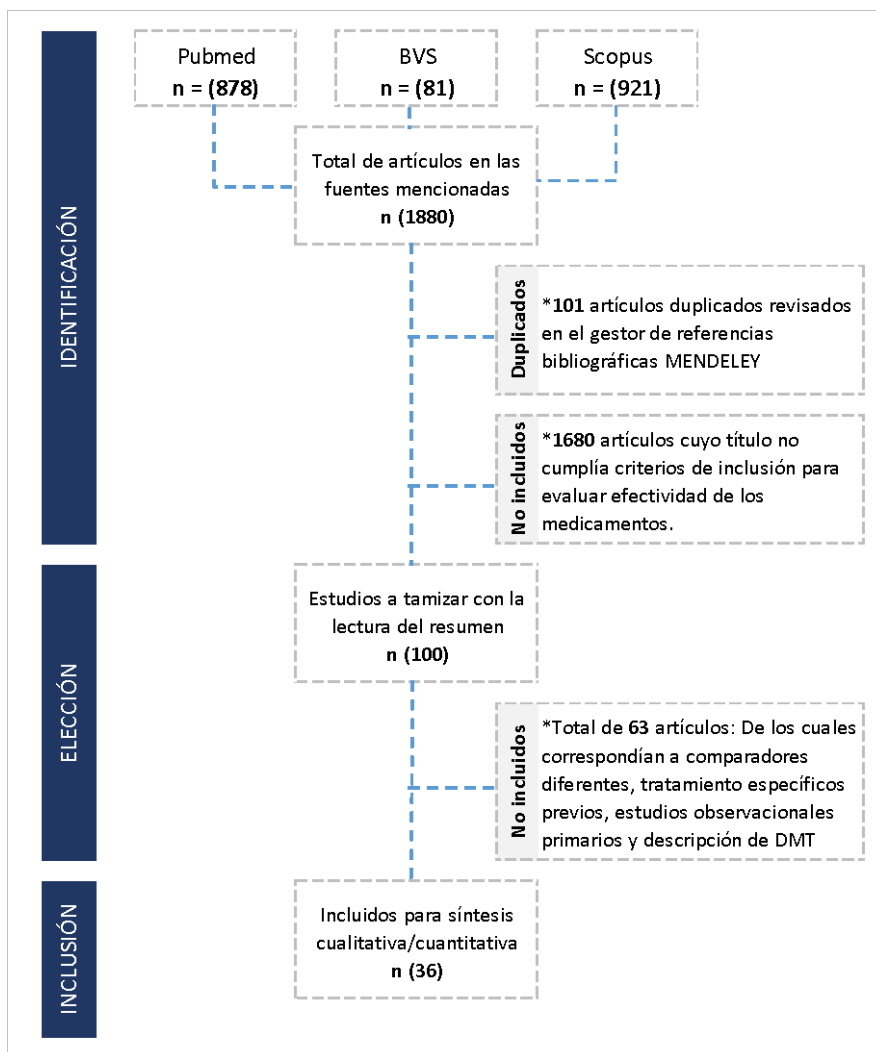 IDENTIFICACIÓN
Pubmed
n = (878)
BVS
n = (81)
Scopus
n = (921)
Total de artículos en las
fuentes mencionadas
n (1880)
Duplicados
*101 artículos duplicados revisados
en el gestor de referencias
bibliográficas MENDELEY
No incluidos
*1680 artículos cuyo título no
cumplía criterios de inclusión para
evaluar efectividad de los
medicamentos.
ELECCIÓN
Estudios a tamizar con la
lectura del resumen
n (100)
No incluidos
*Total de 63 artículos: De los cuales
correspondían a comparadores
diferentes, tratamiento específicos
previos, estudios observacionales
primarios y descripción de DMT
INCLUSIÓN
Incluidos para síntesis
cualitativa/cuantitativa
n (36)